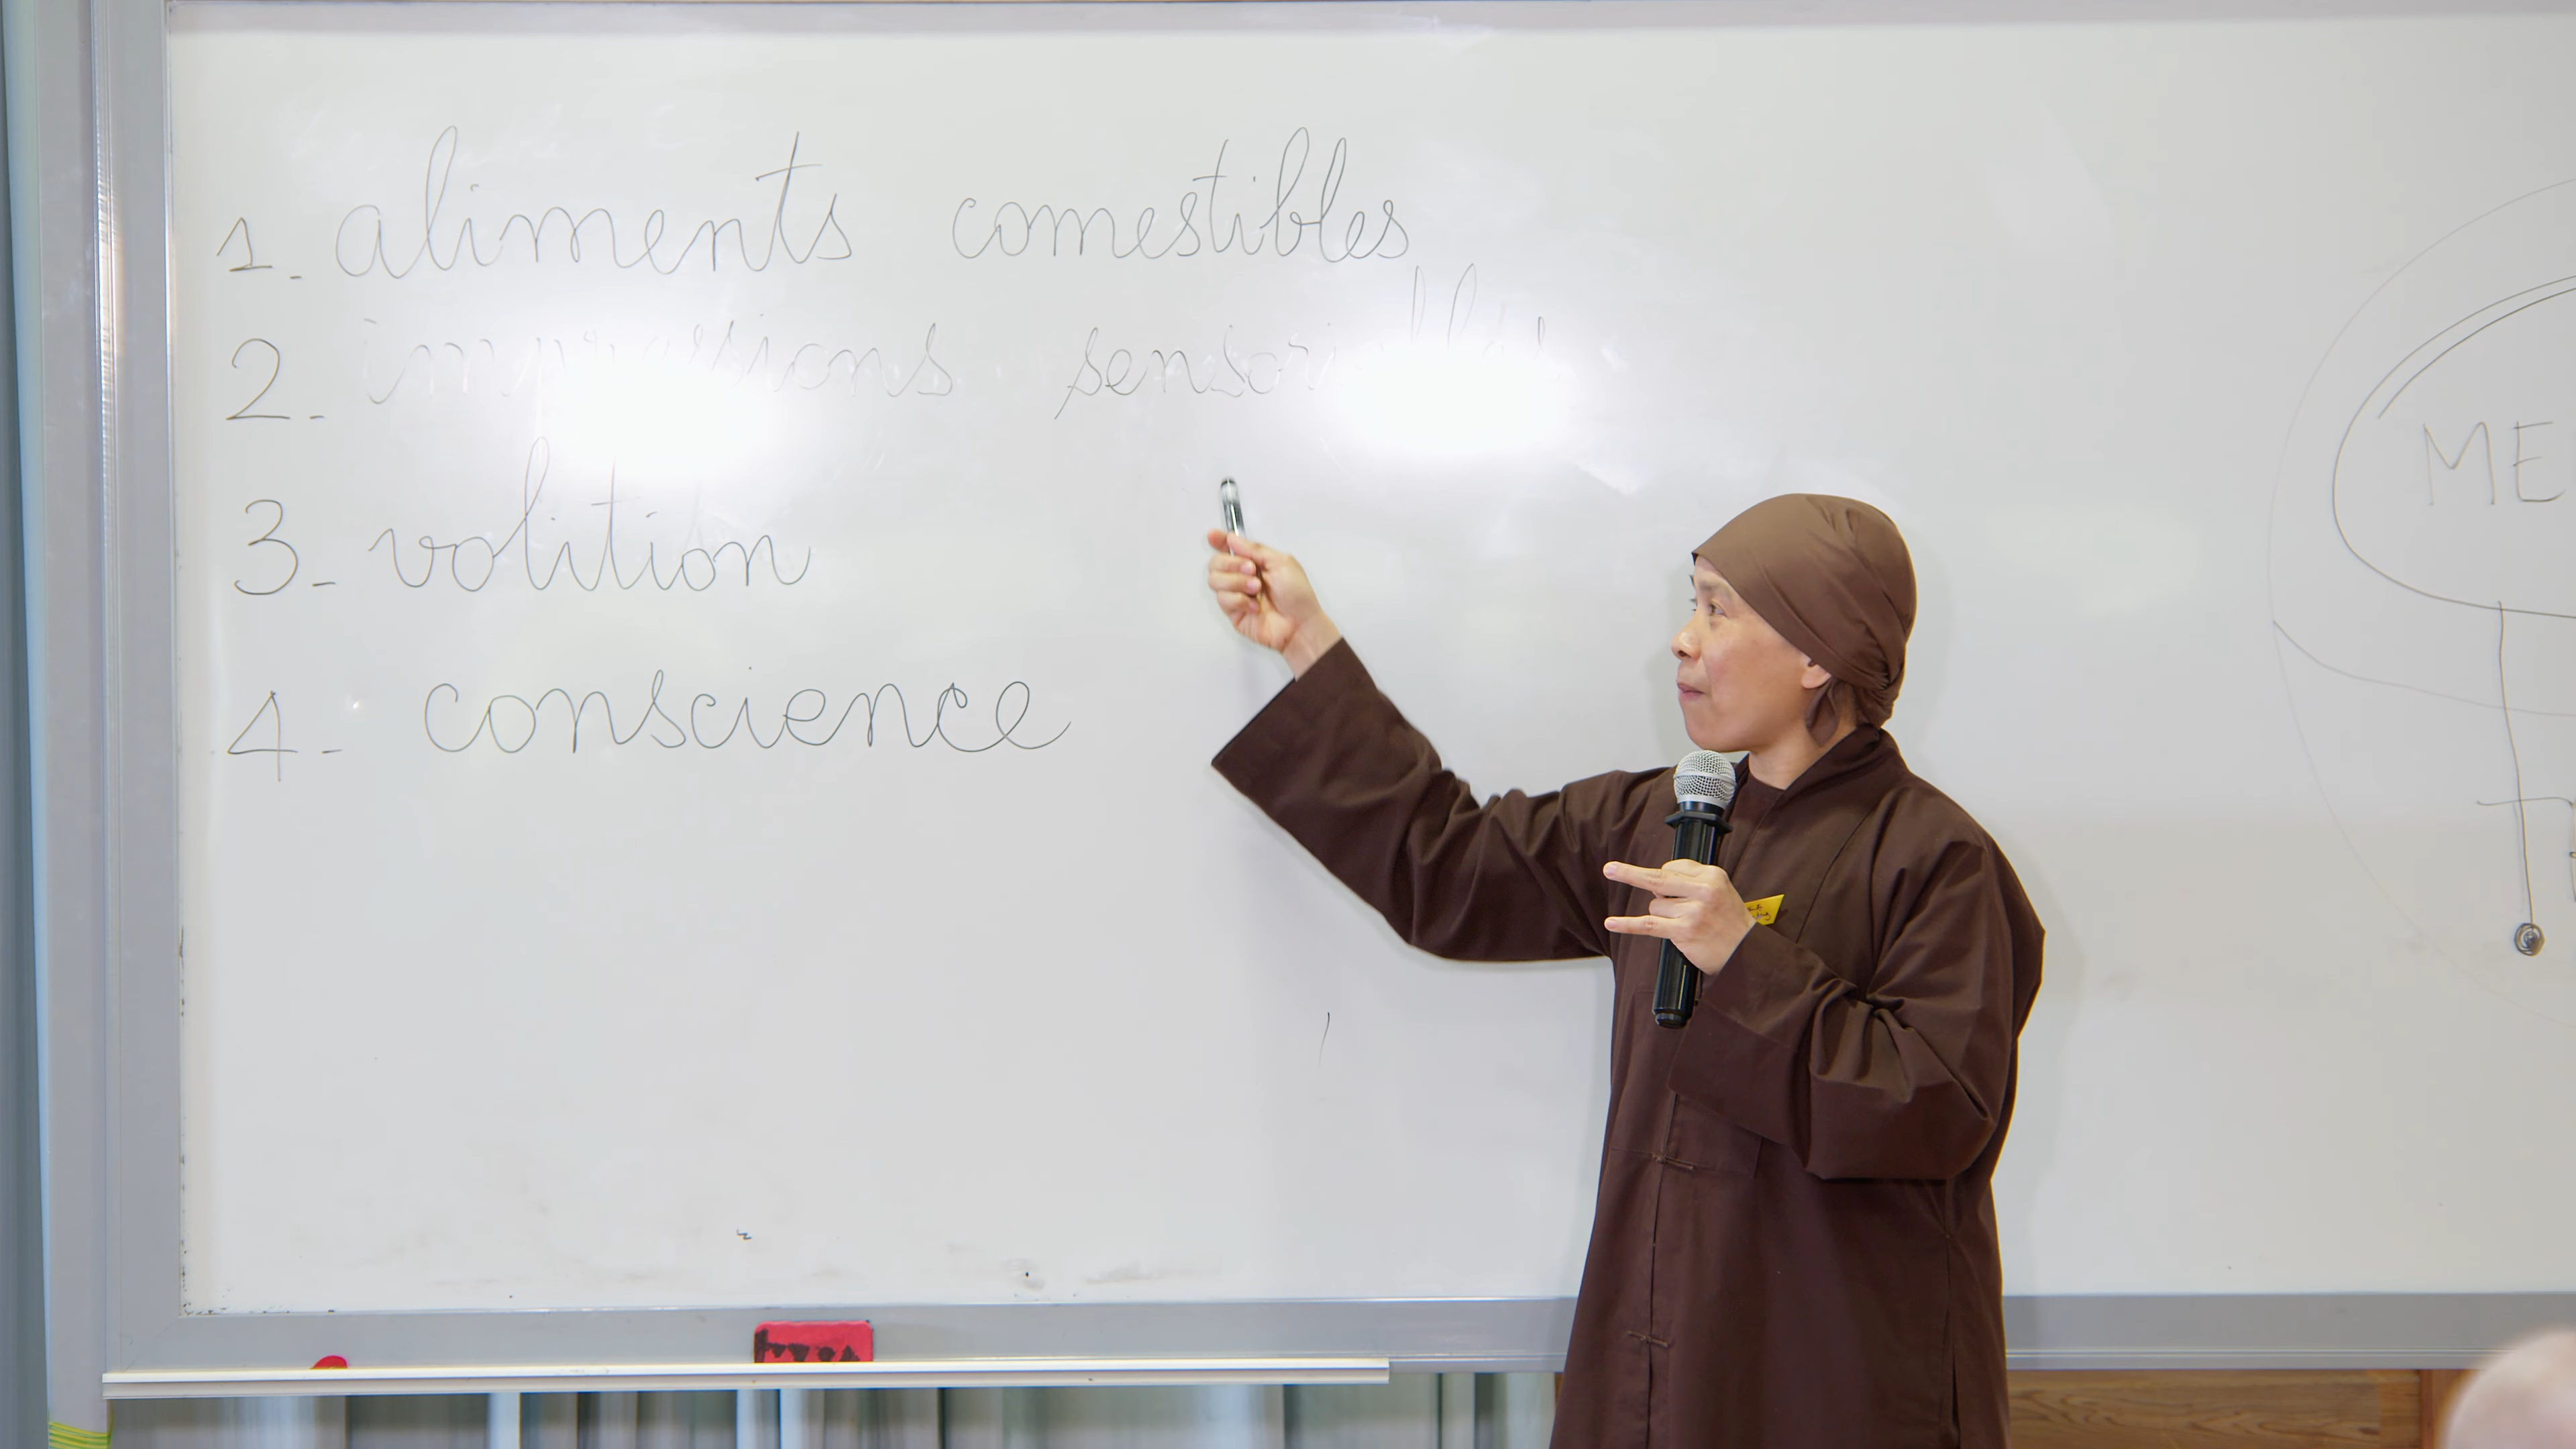 1. aliments comestibles
2. impressions sensorielles
3. volition
4. conscience
ME